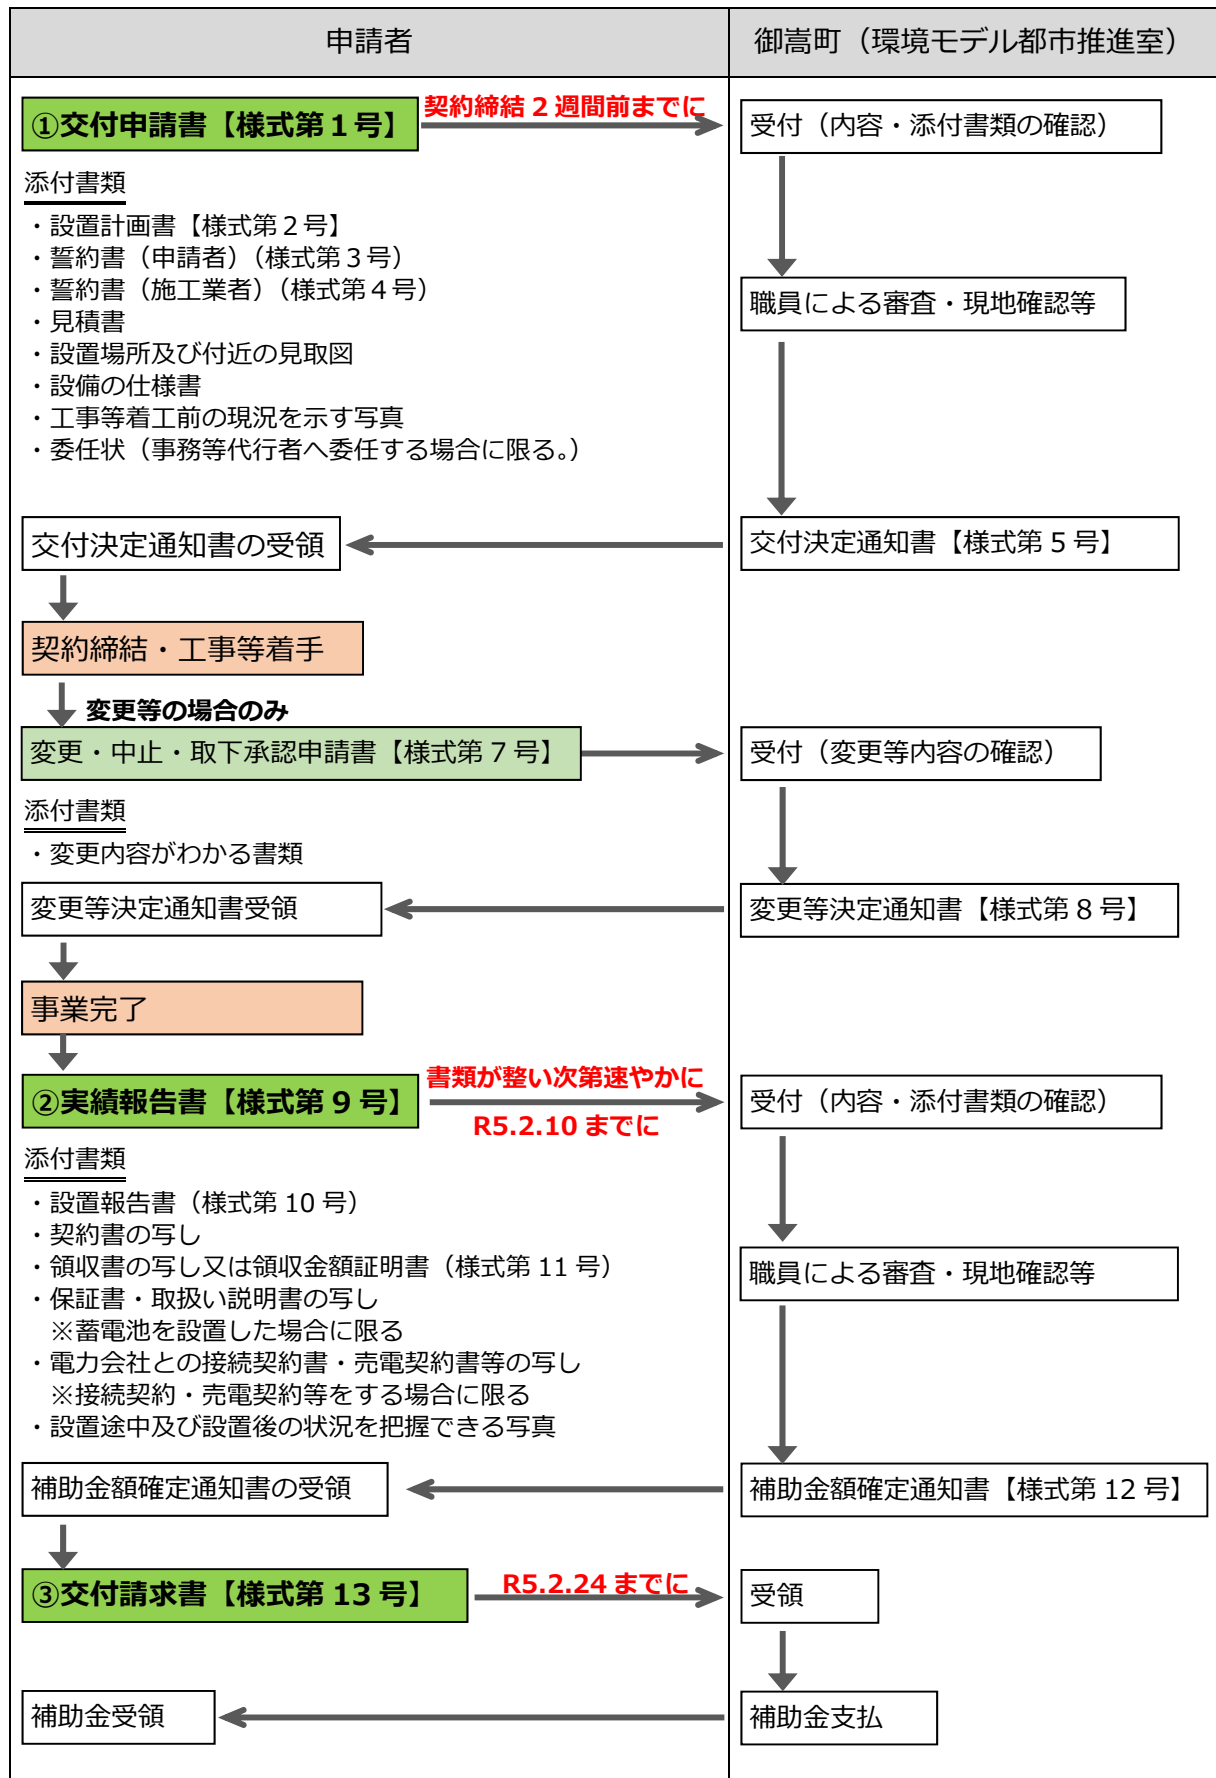 申請者
御嵩町（環境モデル都市推進室）
①交付申請書【様式第１号】
契約締結 2 週間前までに
受付（内容・添付書類の確認）
添付書類
・設置計画書【様式第２号】
・誓約書（申請者）（様式第３号）
・誓約書（施工業者）（様式第４号）
・見積書
・設置場所及び付近の見取図
・設備の仕様書
・工事等着工前の現況を示す写真
・委任状（事務等代行者へ委任する場合に限る。）
職員による審査・現地確認等
交付決定通知書の受領
交付決定通知書【様式第 5 号】
契約締結・工事等着手
変更等の場合のみ
変更・中止・取下承認申請書【様式第 7 号】
受付（変更等内容の確認）
添付書類
・変更内容がわかる書類
変更等決定通知書受領
変更等決定通知書【様式第 8 号】
事業完了
②実績報告書【様式第 9 号】
書類が整い次第速やかに
R5.2.10 までに
受付（内容・添付書類の確認）
添付書類
・設置報告書（様式第 10 号）
・契約書の写し
・領収書の写し又は領収金額証明書（様式第 11 号）
・保証書・取扱い説明書の写し
※蓄電池を設置した場合に限る
・電力会社との接続契約書・売電契約書等の写し
※接続契約・売電契約等をする場合に限る
・設置途中及び設置後の状況を把握できる写真
職員による審査・現地確認等
補助金額確定通知書の受領
補助金額確定通知書【様式第 12 号】
③交付請求書【様式第 13 号】
R5.2.24 までに
受領
補助金受領
補助金支払